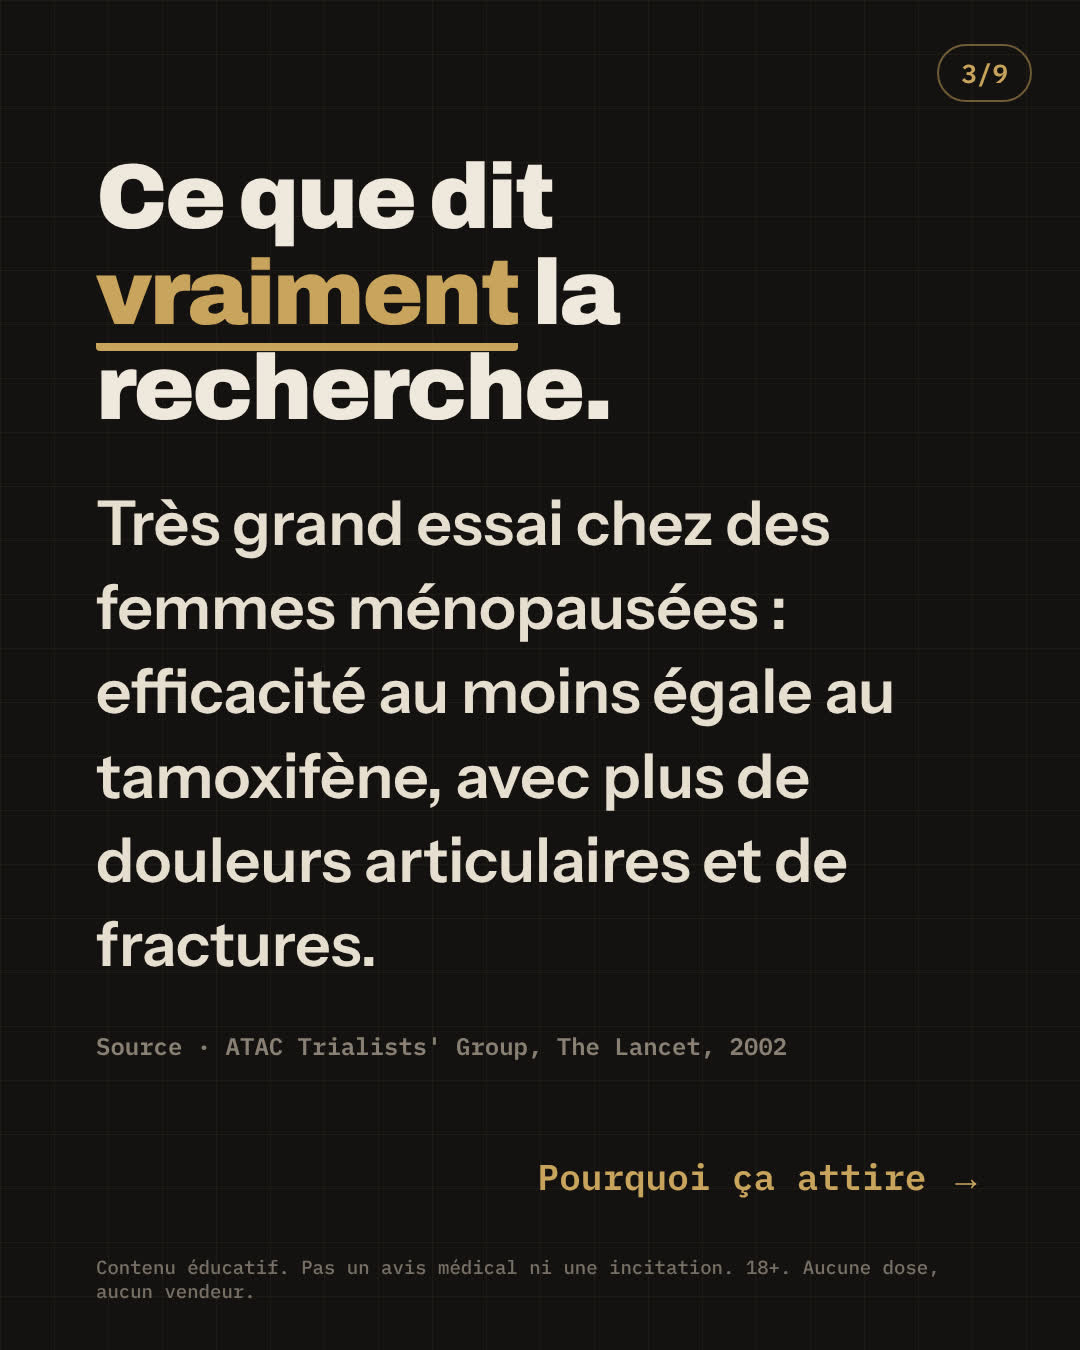 3/9
Ce que dit
vraiment la
recherche.
Très grand essai chez des
femmes ménopausées :
efficacité au moins égale au
tamoxifène, avec plus de
douleurs articulaires et de
fractures.
Source · ATAC Trialists' Group, The Lancet, 2002
Pourquoi ça attire →
Contenu éducatif. Pas un avis médical ni une incitation. 18+. Aucune dose,
aucun vendeur.